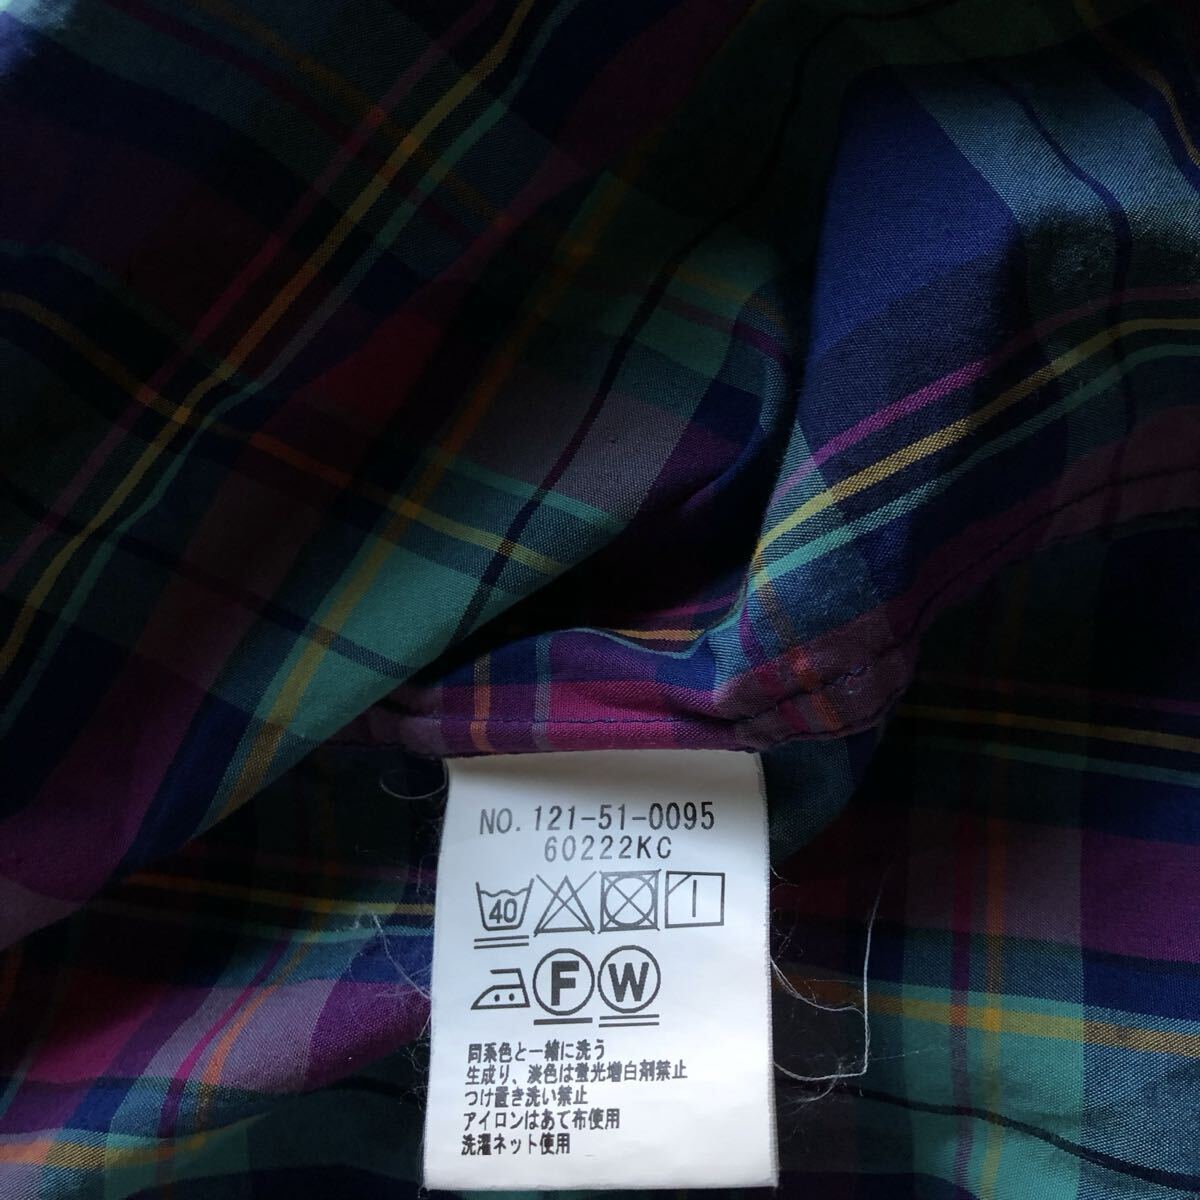 NO. 121-51-0095
60222KC
40
F W
同系色と一緒に洗う
生成り、淡色は蛍光増白剤禁止
つけ置き洗い禁止
アイロンはあて布使用
洗濯ネット使用